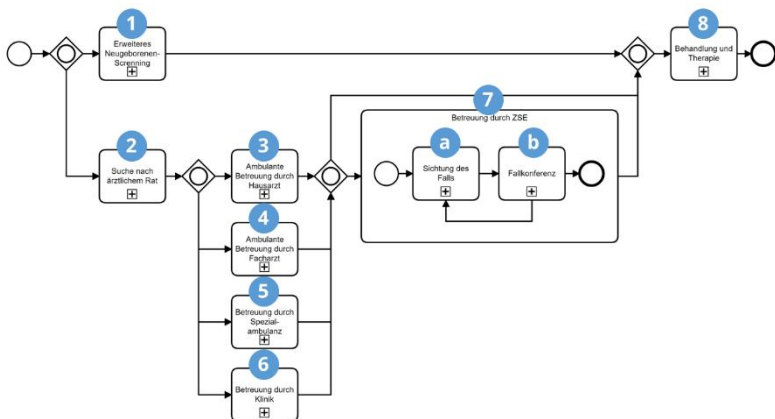 1
Erweiteres
Neugeborenen-
Screnning
8
Behandlung und
Therapie
2
Suche nach
ärztlichem Rat
3
Ambulante
Betreuung durch
Hausarzt
4
Ambulante
Betreuung durch
Facharzt
5
Betreuung durch
Spezial-
ambulanz
6
Betreuung durch
Klinik
7
Betreuung durch ZSE
a
Sichtung des
Falls
b
Fallkonferenz